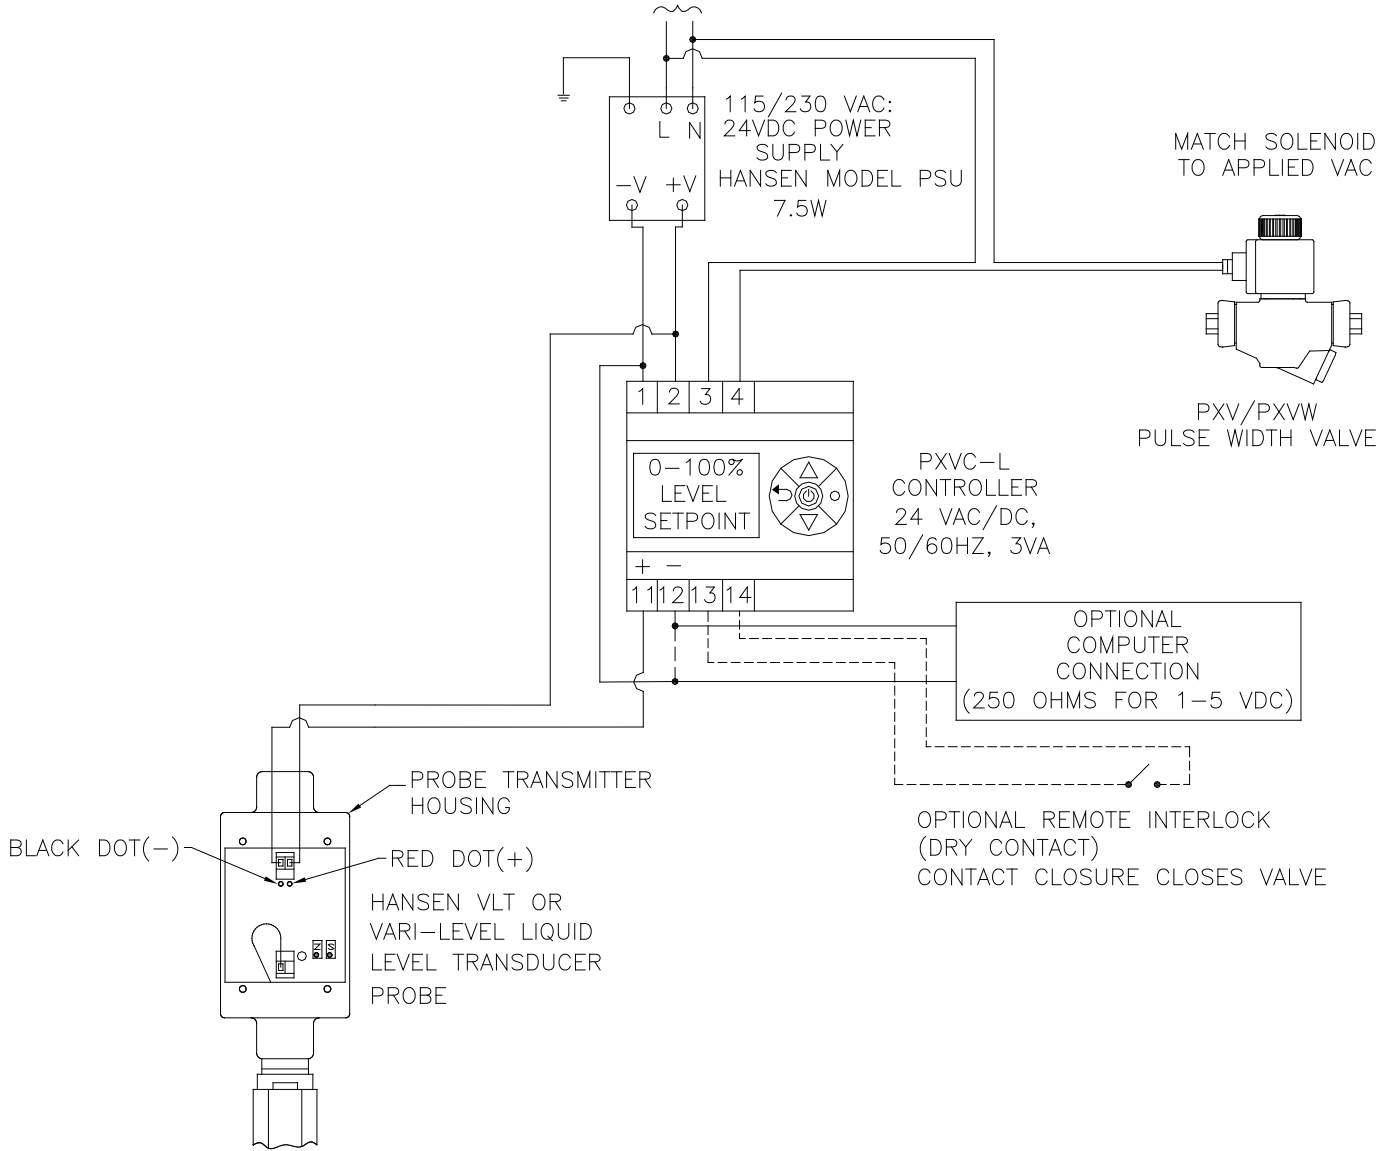 115/230 VAC:
24VDC POWER
SUPPLY
HANSEN MODEL PSU
7.5W
L N
-V +V
MATCH SOLENOID
TO APPLIED VAC
PXV/PXVW
PULSE WIDTH VALVE
1 2 3 4
0-100%
LEVEL
SETPOINT
+ -
11 12 13 14
PXVC-L
CONTROLLER
24 VAC/DC,
50/60HZ, 3VA
OPTIONAL
COMPUTER
CONNECTION
(250 OHMS FOR 1-5 VDC)
OPTIONAL REMOTE INTERLOCK
(DRY CONTACT)
CONTACT CLOSURE CLOSES VALVE
PROBE TRANSMITTER
HOUSING
BLACK DOT(-)
RED DOT(+)
HANSEN VLT OR
VARI-LEVEL LIQUID
LEVEL TRANSDUCER
PROBE
Z S